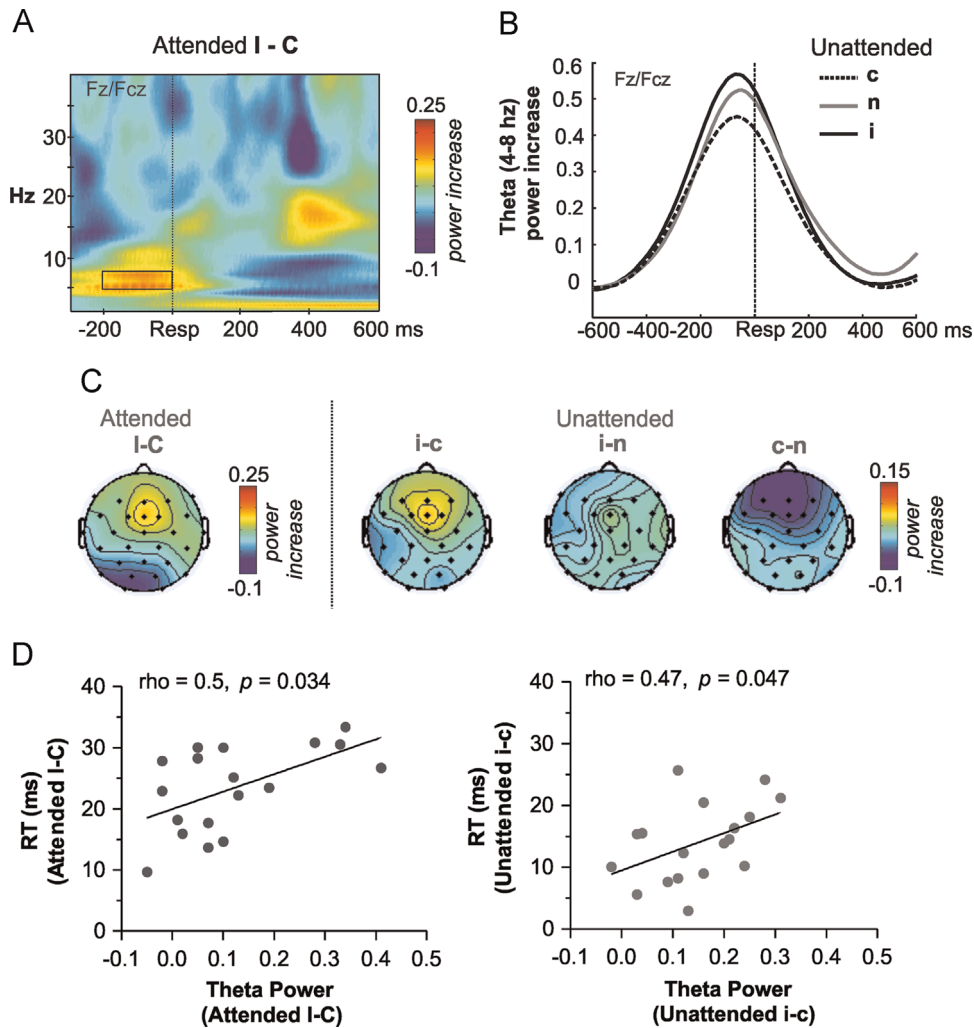 A
Attended I - C
Fz/Fcz
30
20
Hz
10
-200 Resp 200 400 600 ms
0.25
-0.1
power increase
B
Unattended
c
n
i
Fz/Fcz
Theta (4-8 hz)
power increase
0.6
0.5
0.4
0.3
0.2
0.1
0
-600 -400 -200 Resp 200 400 600 ms
C
Attended
I-C
0.25
-0.1
power
increase
Unattended
i-c
i-n
c-n
0.15
-0.1
power
increase
D
rho = 0.5, p = 0.034
RT (ms)
(Attended I-C)
40
30
20
10
0
-0.1 0.0 0.1 0.2 0.3 0.4 0.5
Theta Power
(Attended I-C)
rho = 0.47, p = 0.047
RT (ms)
(Unattended i-c)
40
30
20
10
0
-0.1 0.0 0.1 0.2 0.3 0.4 0.5
Theta Power
(Unattended i-c)